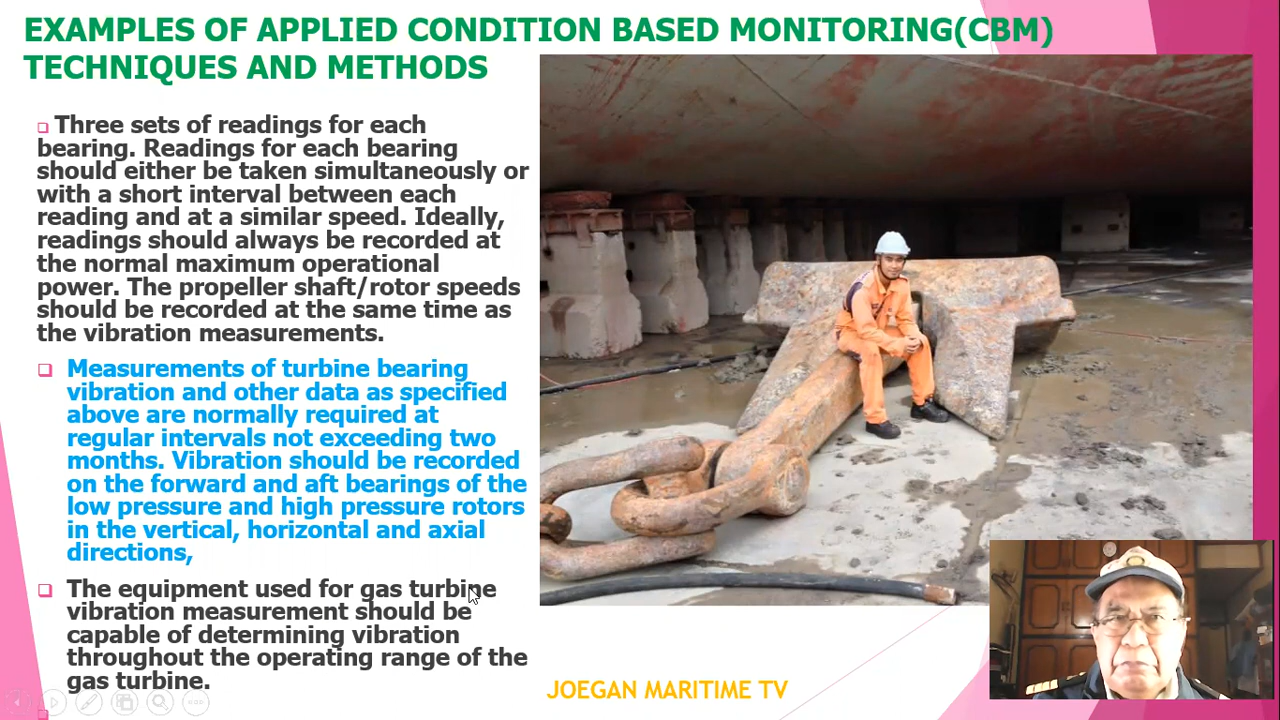 EXAMPLES OF APPLIED CONDITION BASED MONITORING(CBM)
TECHNIQUES AND METHODS
Three sets of readings for each
bearing. Readings for each bearing
should either be taken simultaneously or
with a short interval between each
reading and at a similar speed. Ideally,
readings should always be recorded at
the normal maximum operational
power. The propeller shaft/rotor speeds
should be recorded at the same time as
the vibration measurements.
Measurements of turbine bearing
vibration and other data as specified
above are normally required at
regular intervals not exceeding two
months. Vibration should be recorded
on the forward and aft bearings of the
low pressure and high pressure rotors
in the vertical, horizontal and axial
directions,
The equipment used for gas turbine
vibration measurement should be
capable of determining vibration
throughout the operating range of the
gas turbine.
JOEGAN MARITIME TV